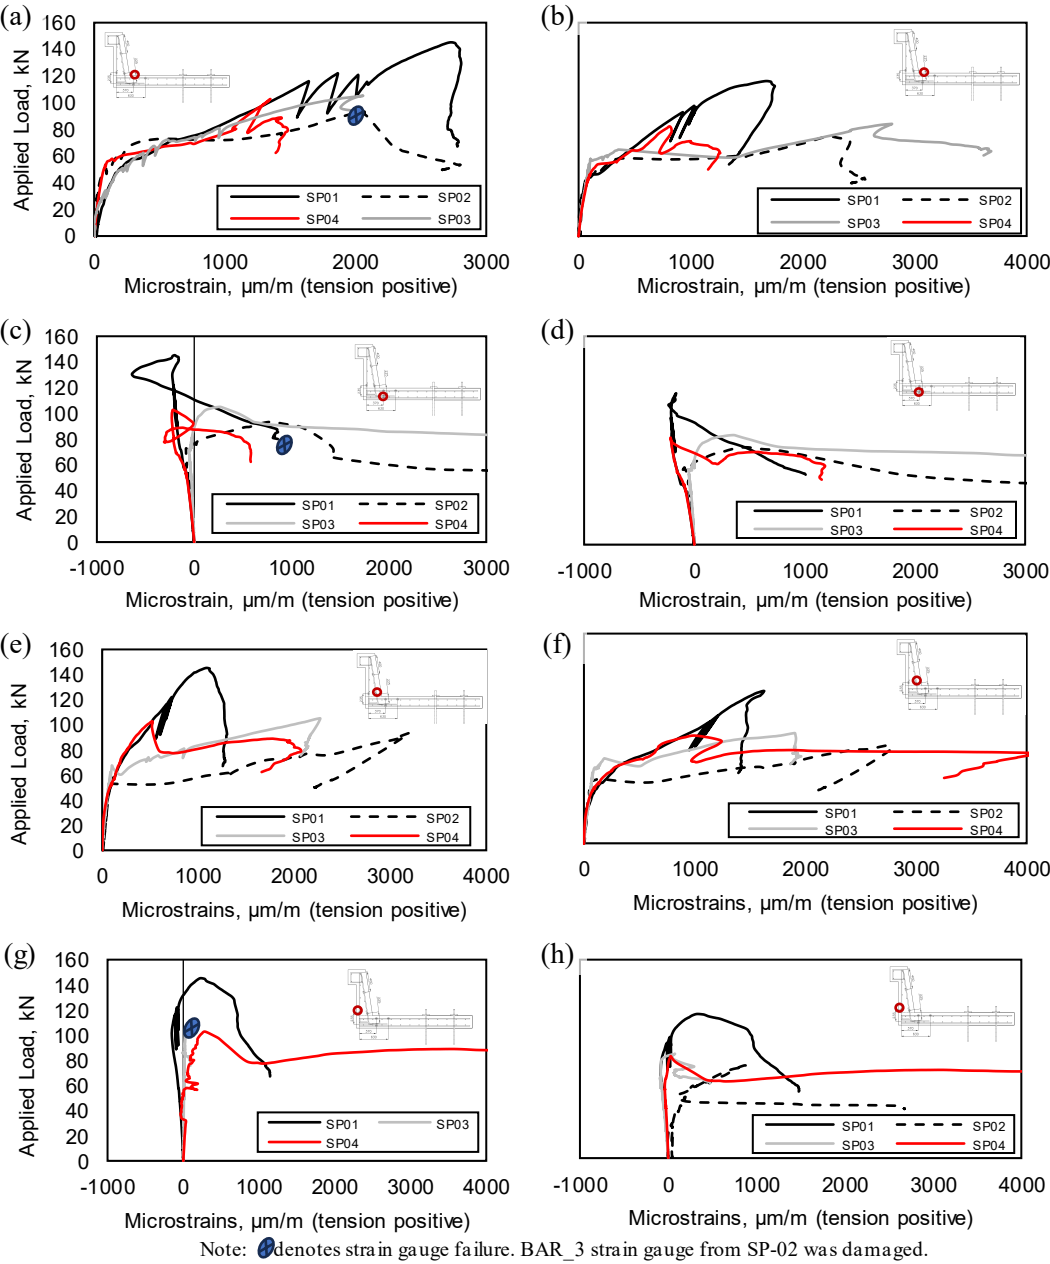 (a)
Applied Load, kN
160
140
120
100
80
60
40
20
0
SP01 SP02
SP04 SP03
0 1000 2000 3000
Microstrain, μm/m (tension positive)
(b)
SP01 SP02
SP03 SP04
0 1000 2000 3000 4000
Microstrain, μm/m (tension positive)
(c)
Applied Load, kN
160
140
120
100
80
60
40
20
0
SP01 SP02
SP03 SP04
-1000 0 1000 2000 3000
Microstrain, μm/m (tension positive)
(d)
SP01 SP02
SP03 SP04
-1000 0 1000 2000 3000
Microstrain, μm/m (tension positive)
(e)
Applied Load, kN
160
140
120
100
80
60
40
20
0
SP01 SP02
SP03 SP04
0 1000 2000 3000 4000
Microstrains, μm/m (tension positive)
(f)
SP01 SP02
SP03 SP04
0 1000 2000 3000 4000
Microstrains, μm/m (tension positive)
(g)
Applied Load, kN
160
140
120
100
80
60
40
20
0
SP01 SP03
SP04
-1000 0 1000 2000 3000 4000
Microstrains, μm/m (tension positive)
(h)
SP01 SP02
SP03 SP04
-1000 0 1000 2000 3000 4000
Microstrains, μm/m (tension positive)
Note: denotes strain gauge failure. BAR_3 strain gauge from SP-02 was damaged.